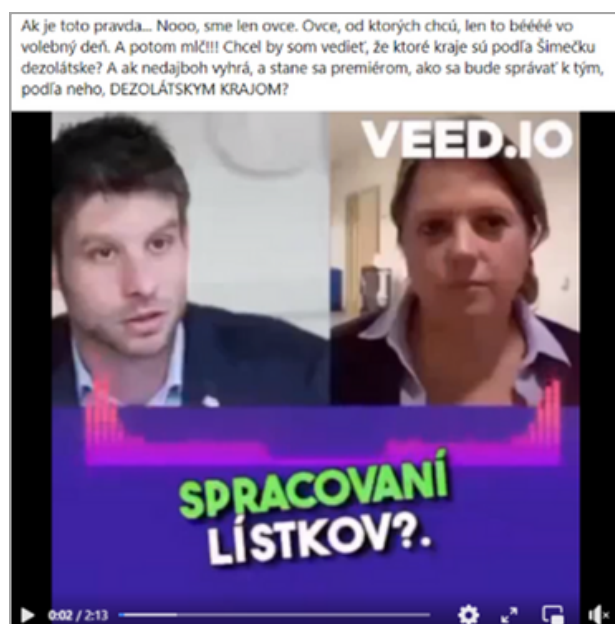 Ak je toto pravda... Nooo, sme len ovce. Ovce, od ktorých chcú, len to béééé vo
volebný deň. A potom mlč!!! Chcel by som vedieť, že ktoré kraje sú podľa Šimečku
dezolátske? A ak nedajboh vyhrá, a stane sa premiérom, ako sa bude správať k tým,
podľa neho, DEZOLÁTSKYM KRAJOM?
VEED.IO
SPRACOVANÍ
LÍSTKOV?.
0:02 / 2:13